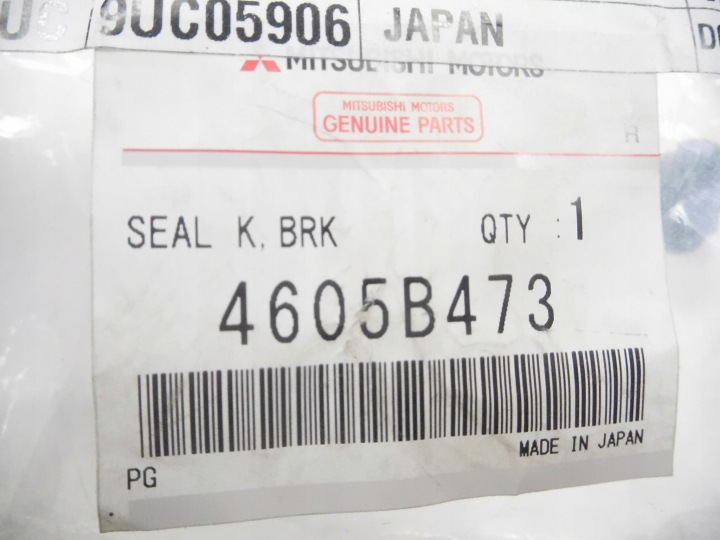 9UC05906 JAPAN
MITSUBISHI MOTORS
MITSUBISHI MOTORS
GENUINE PARTS
R
SEAL K, BRK QTY : 1
4605B473
MADE IN JAPAN
PG